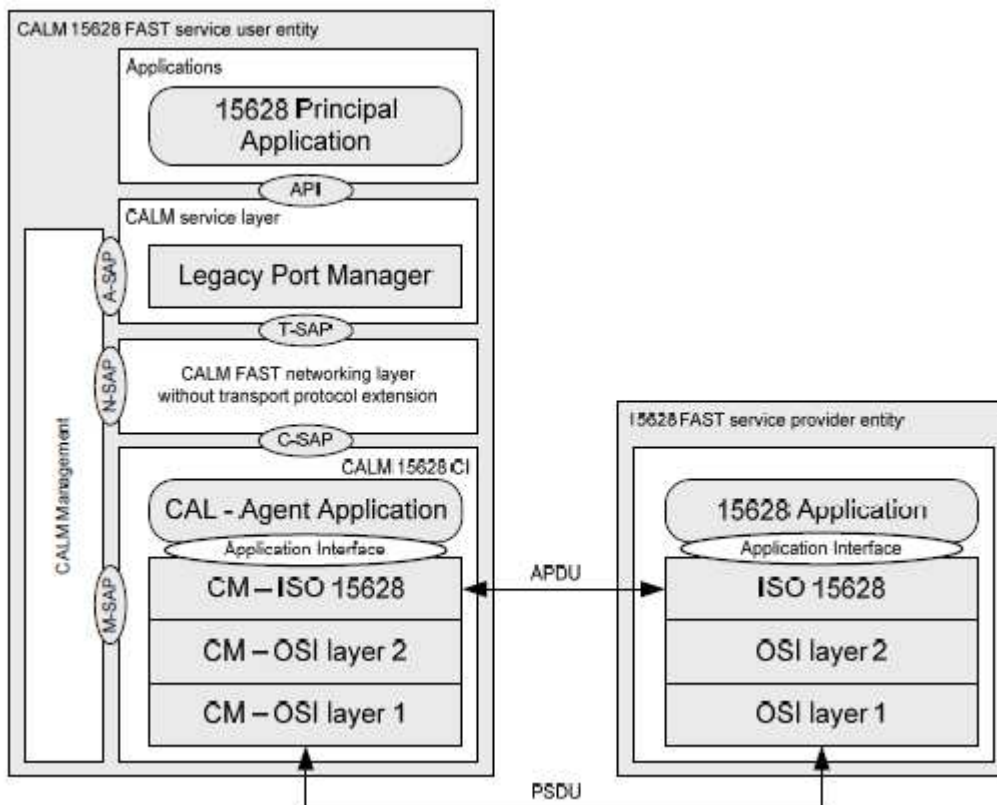 CALM 15628 FAST service user entity
Applications
15628 Principal
Application
API
CALM service layer
A-SAP
Legacy Port Manager
T-SAP
N-SAP
CALM FAST networking layer
without transport protocol extension
C-SAP
CALM 15628 CI
CALM Management
CAL - Agent Application
Application Interface
M-SAP
CM – ISO 15628
CM – OSI layer 2
CM – OSI layer 1
APDU
PSDU
15628 FAST service provider entity
15628 Application
Application Interface
ISO 15628
OSI layer 2
OSI layer 1